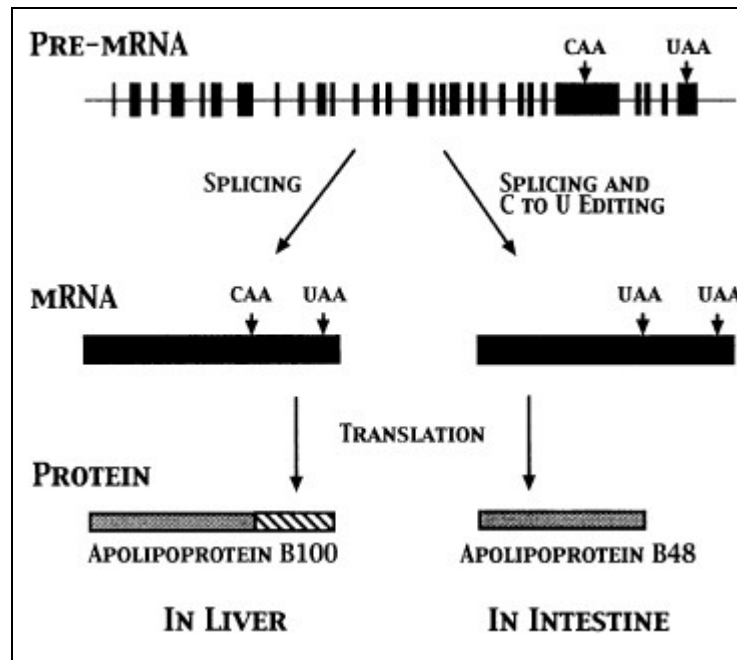 PRE-MRNA
CAA UAA
SPLICING
SPLICING AND
C TO U EDITING
MRNA
CAA UAA
UAA UAA
TRANSLATION
PROTEIN
APOLIPOPROTEIN B100
APOLIPOPROTEIN B48
IN LIVER
IN INTESTINE